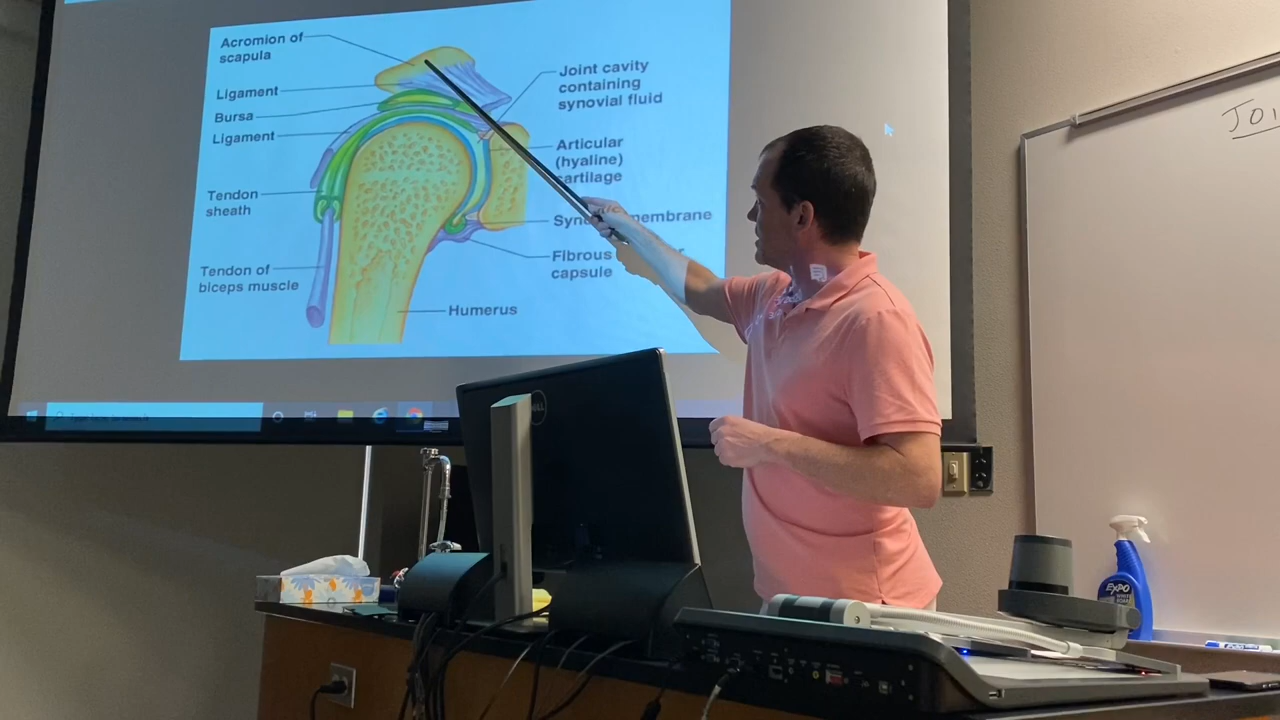 Acromion of
scapula
Ligament
Bursa
Ligament
Tendon
sheath
Tendon of
biceps muscle
Joint cavity
containing
synovial fluid
Articular
(hyaline)
cartilage
membrane
Fibrous
capsule
Humerus
JOI
DELL
EXPO